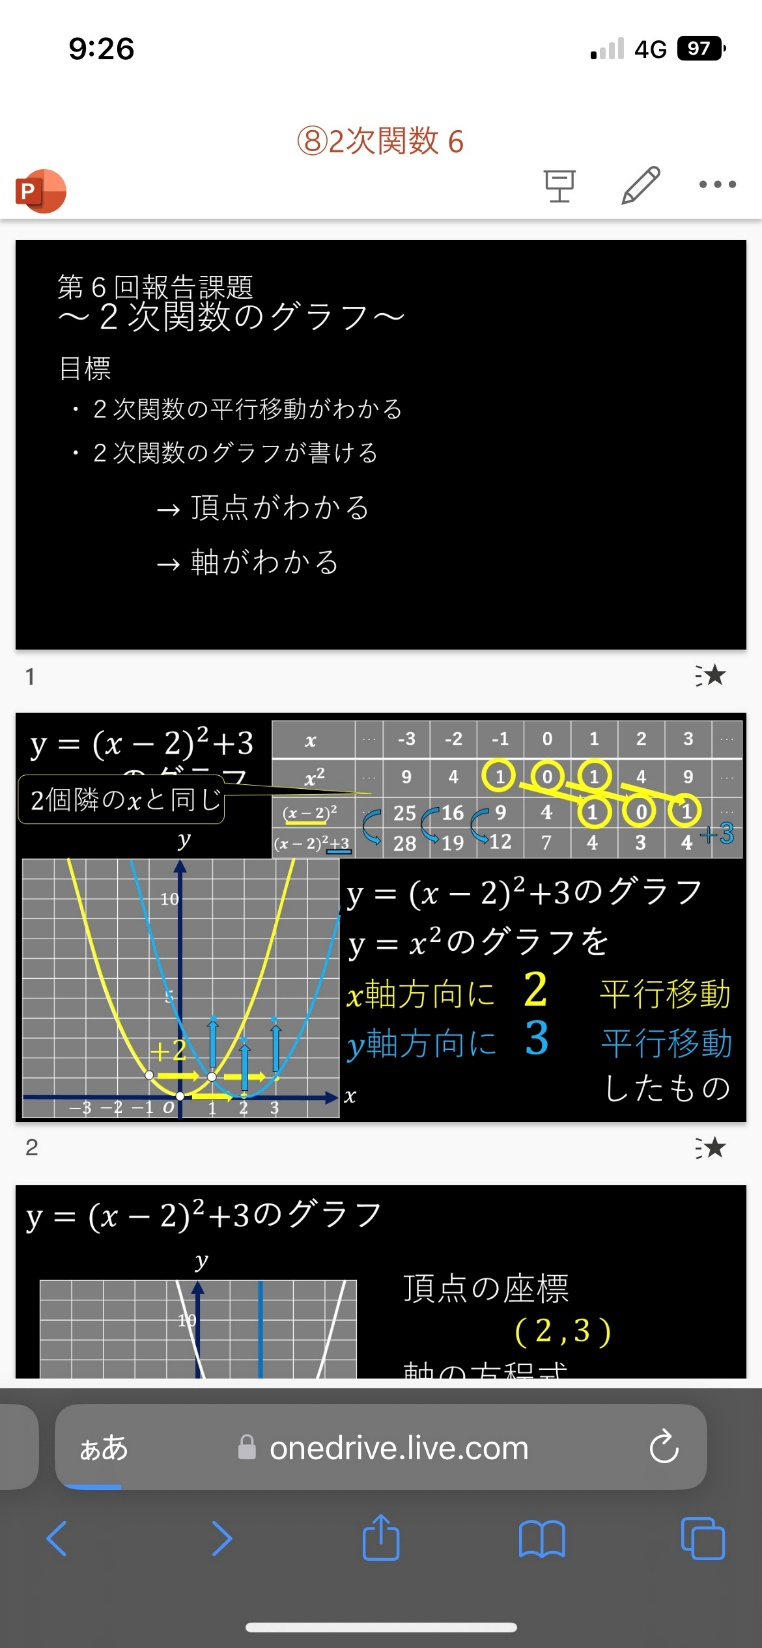 9:26
4G 97
⑧2次関数 6
P
第６回報告課題
～２次関数のグラフ～
目標
・２次関数の平行移動がわかる
・２次関数のグラフが書ける
→ 頂点がわかる
→ 軸がわかる
1
y = (x − 2)²+3
2個隣のxと同じ
x … -3 -2 -1 0 1 2 3 …
x² … 9 4 1 0 1 4 9 …
(x − 2)² 25 16 9 4 1 0 1 …
(x − 2)²+3 28 19 12 7 4 3 4 +3
y
10
5
+2
−3 −2 −1 O 1 2 3 x
y = (x − 2)²+3のグラフ
y = x²のグラフを
x軸方向に 2 平行移動
y軸方向に 3 平行移動
したもの
2
y = (x − 2)²+3のグラフ
y
10
頂点の座標
( 2 , 3 )
軸の方程式
ぁあ onedrive.live.com